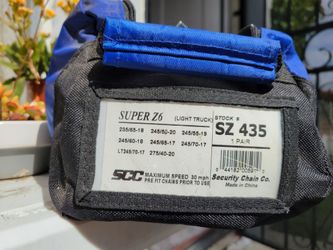 SUPER Z6
(LIGHT TRUCK)
STOCK #
SZ 435
1 PAIR
255/65-18 245/50-20 245/55-19
245/60-18 245/65-17 245/70-17
LT245/70-17 275/40-20
SCC MAXIMUM SPEED 30 mph
PRE FIT CHAINS PRIOR TO USE
Security Chain Co.
Made in China